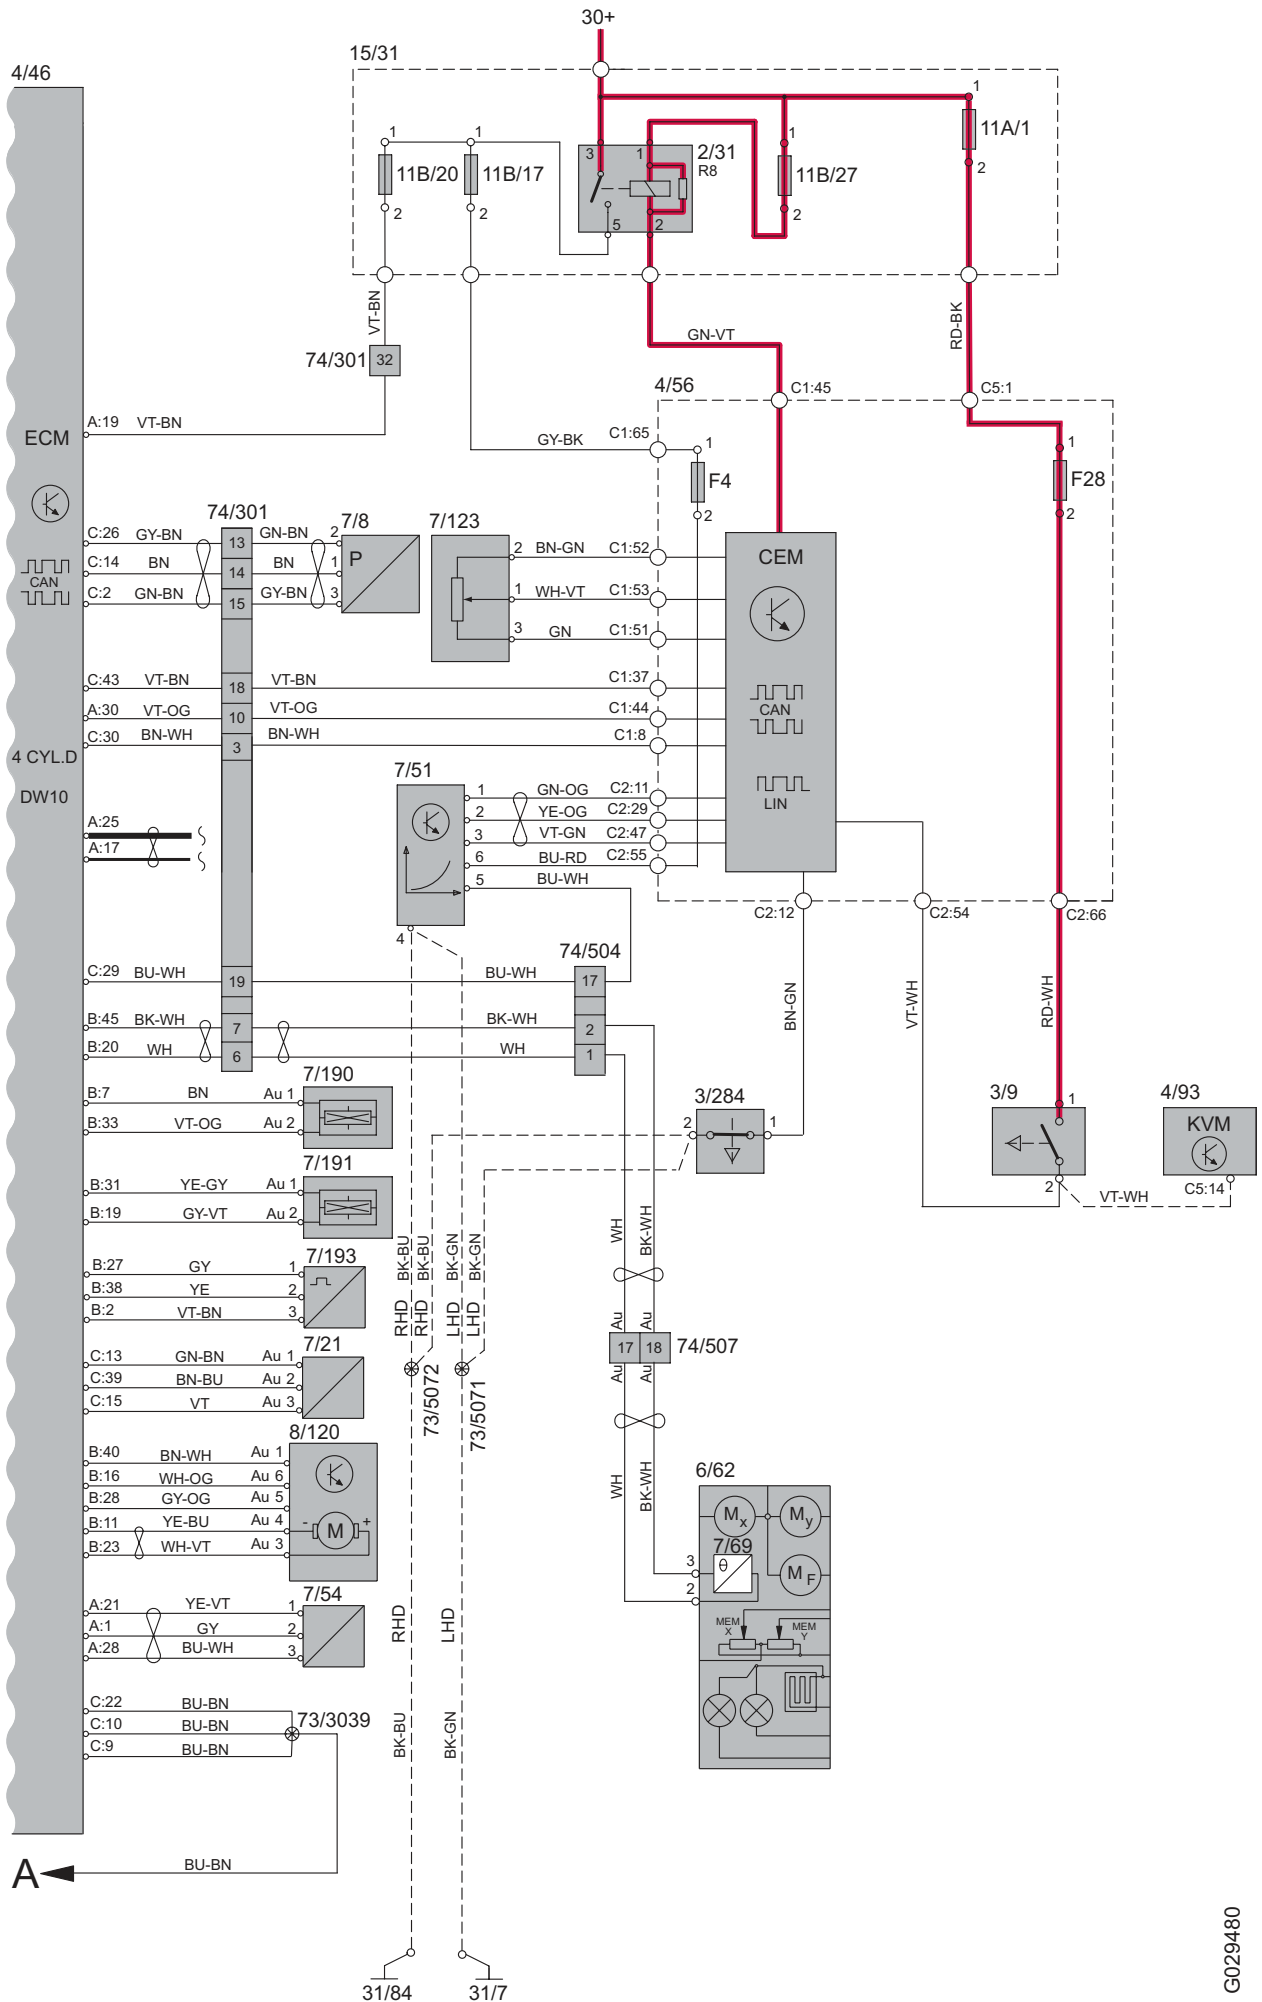 30+
15/31
4/46
1
1
1
1
11A/1
3
1
2/31
R8
11B/20
11B/17
11B/27
2
2
2
2
5
2
VT-BN
GN-VT
RD-BK
74/301
32
4/56
C1:45
C5:1
A:19
VT-BN
ECM
GY-BK
C1:65
1
F4
2
1
F28
2
CAN
74/301
7/8
7/123
C:26
GY-BN
13
GN-BN
2
P
C:14
BN
14
BN
1
C:2
GN-BN
15
GY-BN
3
2
BN-GN
C1:52
1
WH-VT
C1:53
3
GN
C1:51
CEM
CAN
LIN
C:43
VT-BN
18
VT-BN
C1:37
A:30
VT-OG
10
VT-OG
C1:44
C:30
BN-WH
3
BN-WH
C1:8
4 CYL.D
DW10
7/51
1
GN-OG
C2:11
2
YE-OG
C2:29
3
VT-GN
C2:47
6
BU-RD
C2:55
5
BU-WH
4
A:25
A:17
C2:12
C2:54
C2:66
74/504
C:29
BU-WH
19
BU-WH
17
B:45
BK-WH
7
BK-WH
2
B:20
WH
6
WH
1
BN-GN
VT-WH
RD-WH
7/190
B:7
BN
Au 1
B:33
VT-OG
Au 2
3/284
2
1
3/9
1
2
4/93
KVM
C5:14
VT-WH
7/191
B:31
YE-GY
Au 1
B:19
GY-VT
Au 2
7/193
B:27
GY
1
B:38
YE
2
B:2
VT-BN
3
RHD BK-BU
RHD BK-BU
LHD BK-GN
LHD BK-GN
WH
BK-WH
Au
Au
17
18
74/507
Au
Au
7/21
C:13
GN-BN
Au 1
C:39
BN-BU
Au 2
C:15
VT
Au 3
73/5072
73/5071
8/120
B:40
BN-WH
Au 1
B:16
WH-OG
Au 6
B:28
GY-OG
Au 5
B:11
YE-BU
Au 4
B:23
WH-VT
Au 3
-
M
+
WH
BK-WH
6/62
Mx
My
7/69
3
θ
2
MF
MEM
X
MEM
Y
7/54
A:21
YE-VT
1
A:1
GY
2
A:28
BU-WH
3
RHD
LHD
C:22
BU-BN
C:10
BU-BN
C:9
BU-BN
73/3039
BK-BU
BK-GN
A
BU-BN
31/84
31/7
G029480